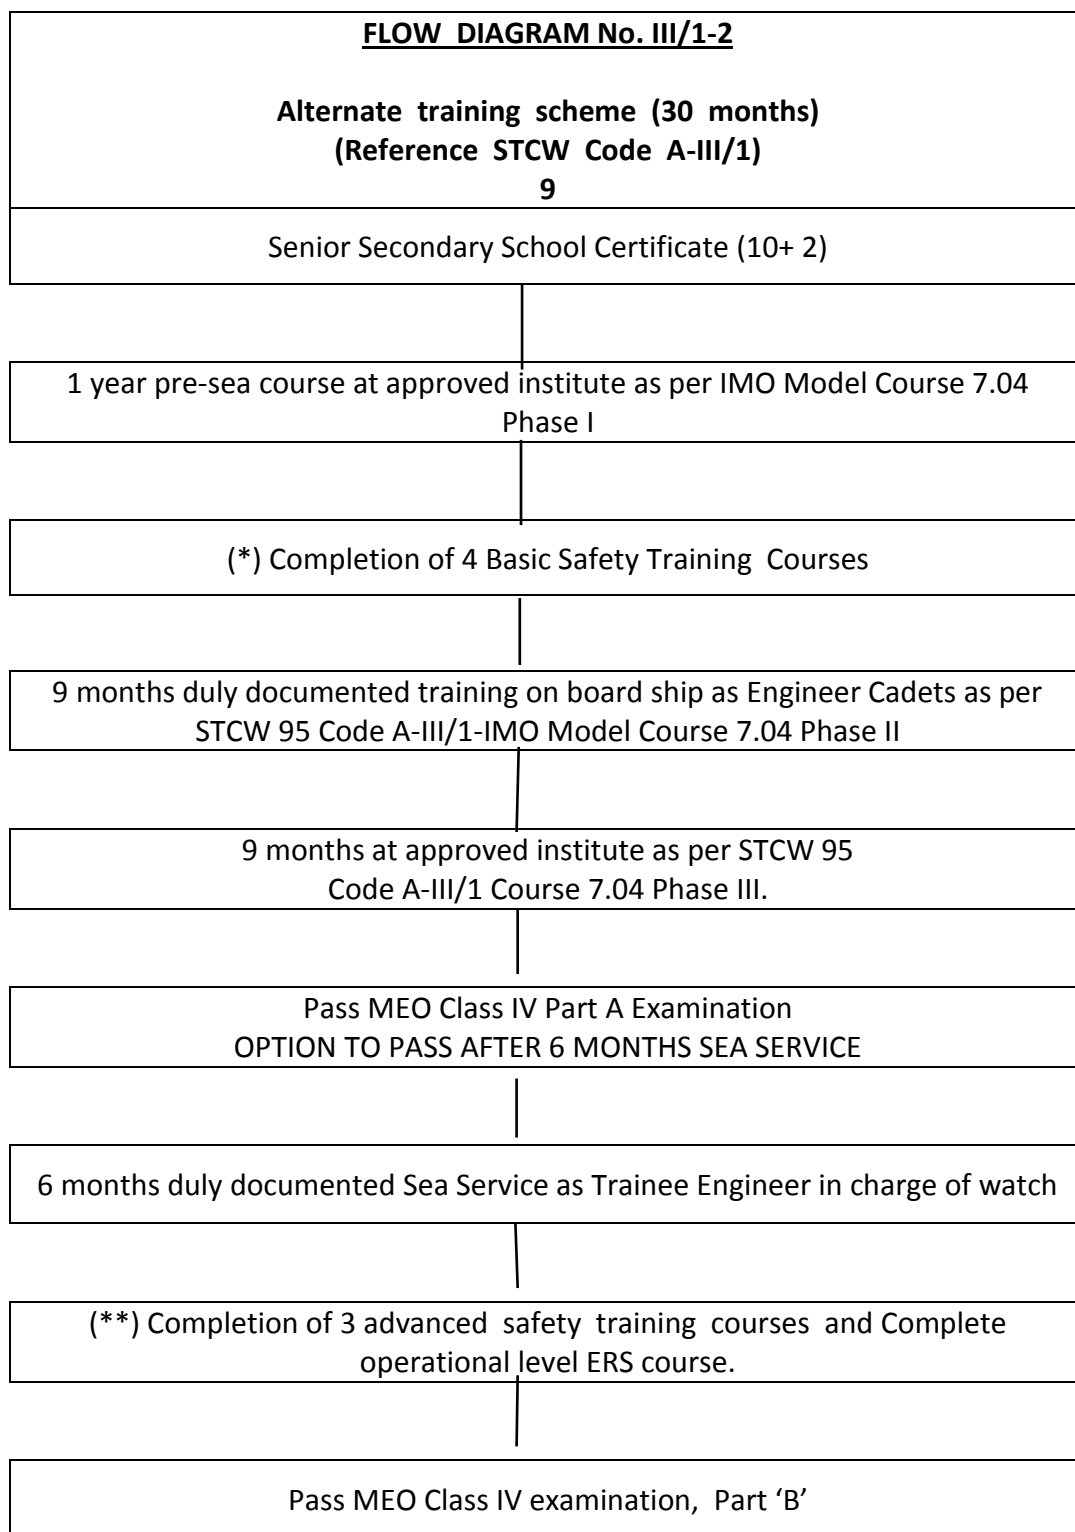 FLOW DIAGRAM No. III/1-2
Alternate training scheme (30 months)
(Reference STCW Code A-III/1)
9
Senior Secondary School Certificate (10+ 2)
1 year pre-sea course at approved institute as per IMO Model Course 7.04
Phase I
(*) Completion of 4 Basic Safety Training Courses
9 months duly documented training on board ship as Engineer Cadets as per
STCW 95 Code A-III/1-IMO Model Course 7.04 Phase II
9 months at approved institute as per STCW 95
Code A-III/1 Course 7.04 Phase III.
Pass MEO Class IV Part A Examination
OPTION TO PASS AFTER 6 MONTHS SEA SERVICE
6 months duly documented Sea Service as Trainee Engineer in charge of watch
(**) Completion of 3 advanced safety training courses and Complete
operational level ERS course.
Pass MEO Class IV examination, Part ‘B’